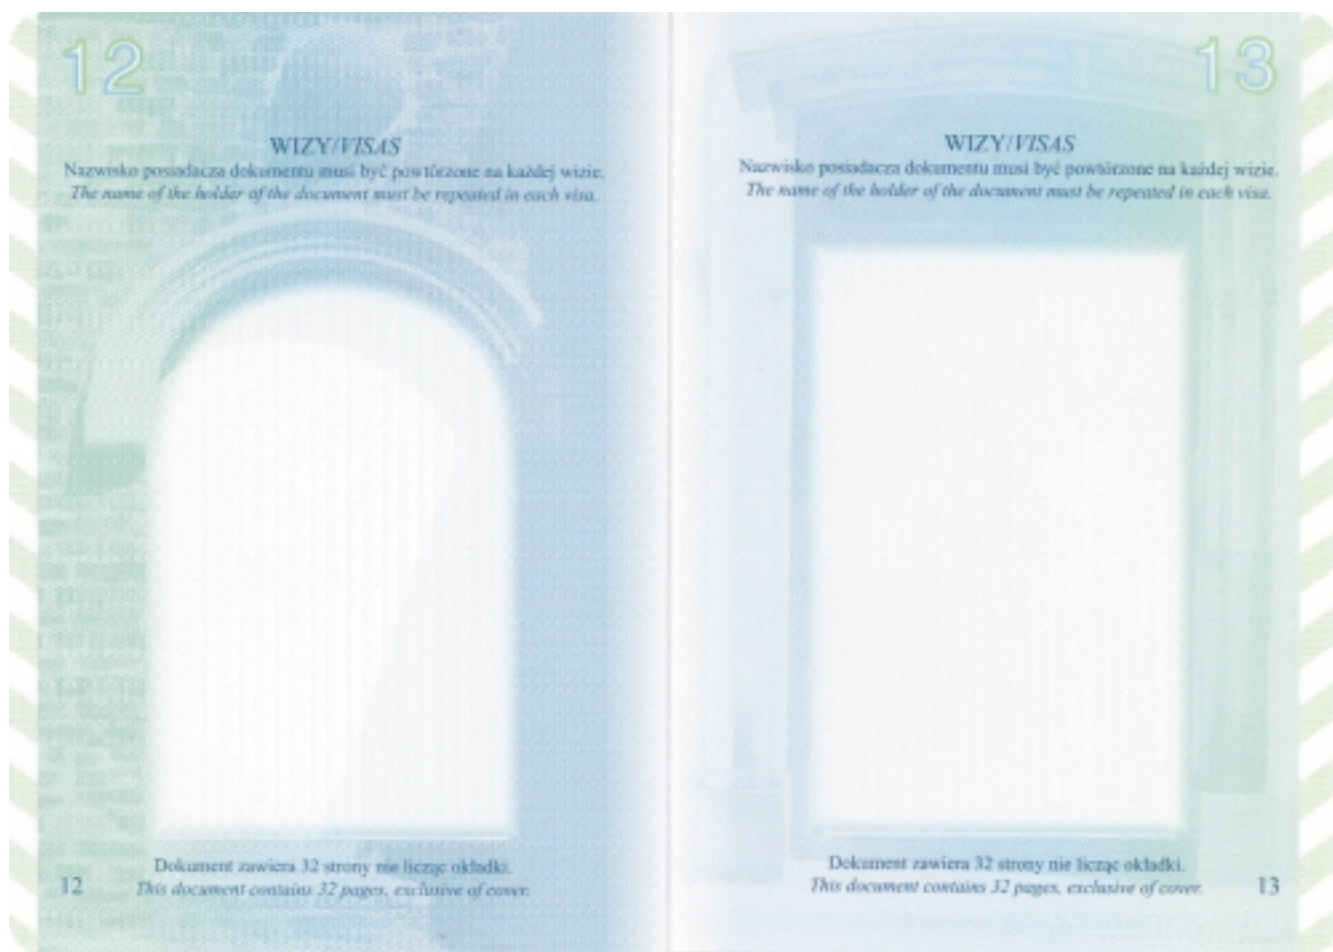 12
WIZY/VISAS
Nazwisko posiadacza dokumentu musi być powtórzone na każdej wizie.
The name of the holder of the document must be repeated in each visa.
Dokument zawiera 32 strony nie licząc okładki.
This document contains 32 pages, exclusive of cover.
12
13
WIZY/VISAS
Nazwisko posiadacza dokumentu musi być powtórzone na każdej wizie.
The name of the holder of the document must be repeated in each visa.
Dokument zawiera 32 strony nie licząc okładki.
This document contains 32 pages, exclusive of cover.
13